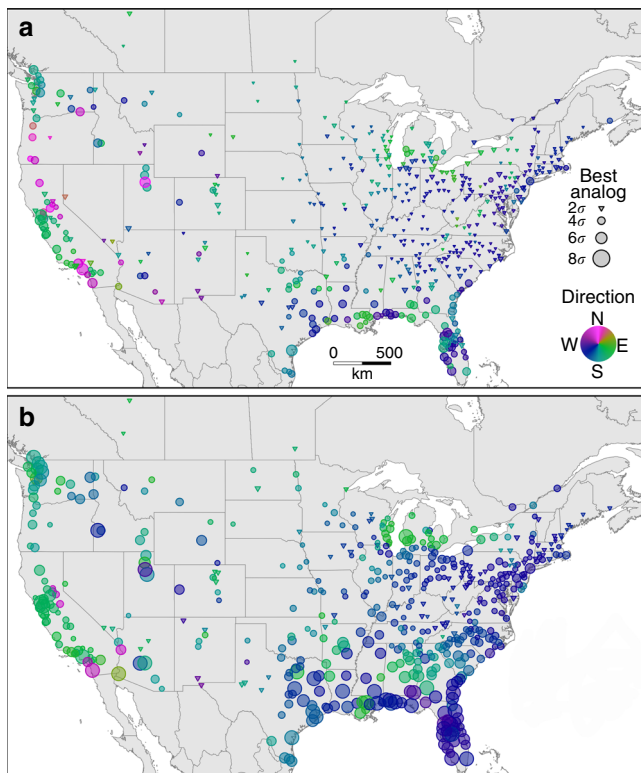 a
Best
analog
2σ
4σ
6σ
8σ
Direction
N
W E
S
0 500
km
b